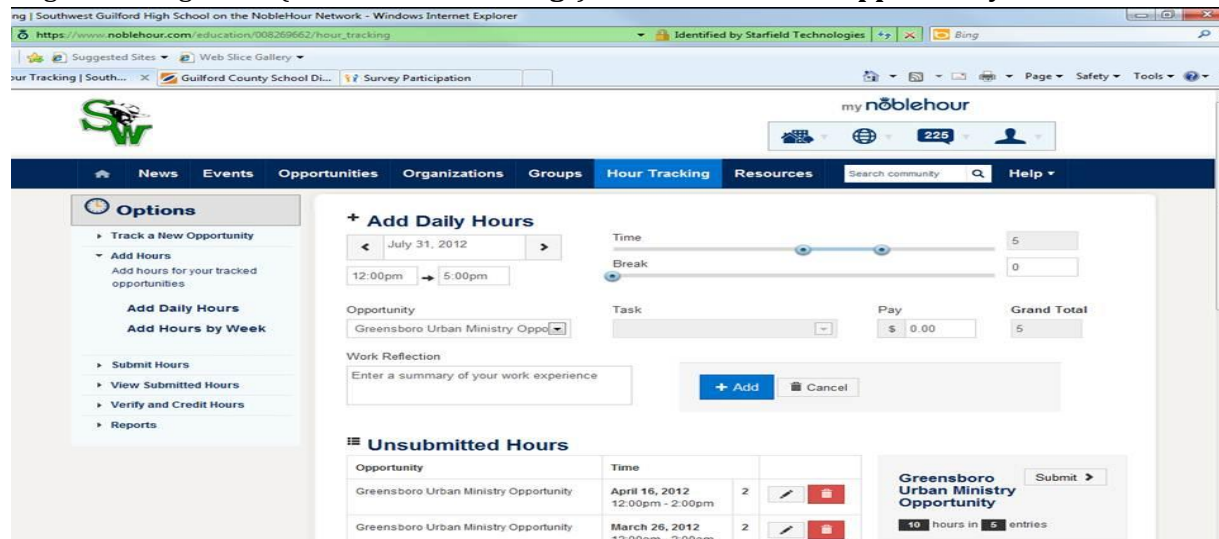 ng | Southwest Guilford High School on the NobleHour Network - Windows Internet Explorer
https://www.noblehour.com/education/008269662/hour_tracking
Identified by Starfield Technologies
Bing
Suggested Sites
Web Slice Gallery
our Tracking | South...
Guilford County School Di...
Survey Participation
Page
Safety
Tools
SW
my nōblehour
225
News
Events
Opportunities
Organizations
Groups
Hour Tracking
Resources
Search community
Help
Options
Track a New Opportunity
Add Hours
Add hours for your tracked
opportunities
Add Daily Hours
Add Hours by Week
Submit Hours
View Submitted Hours
Verify and Credit Hours
Reports
+ Add Daily Hours
July 31, 2012
12:00pm
5:00pm
Time
5
Break
0
Opportunity
Greensboro Urban Ministry Oppo
Task
Pay
$ 0.00
Grand Total
5
Work Reflection
Enter a summary of your work experience
+ Add
Cancel
Unsubmitted Hours
Opportunity Time
Greensboro Urban Ministry Opportunity April 16, 2012 2
12:00pm - 2:00pm
Greensboro Urban Ministry Opportunity March 26, 2012 2
Greensboro
Urban Ministry
Opportunity
Submit
10 hours in 5 entries